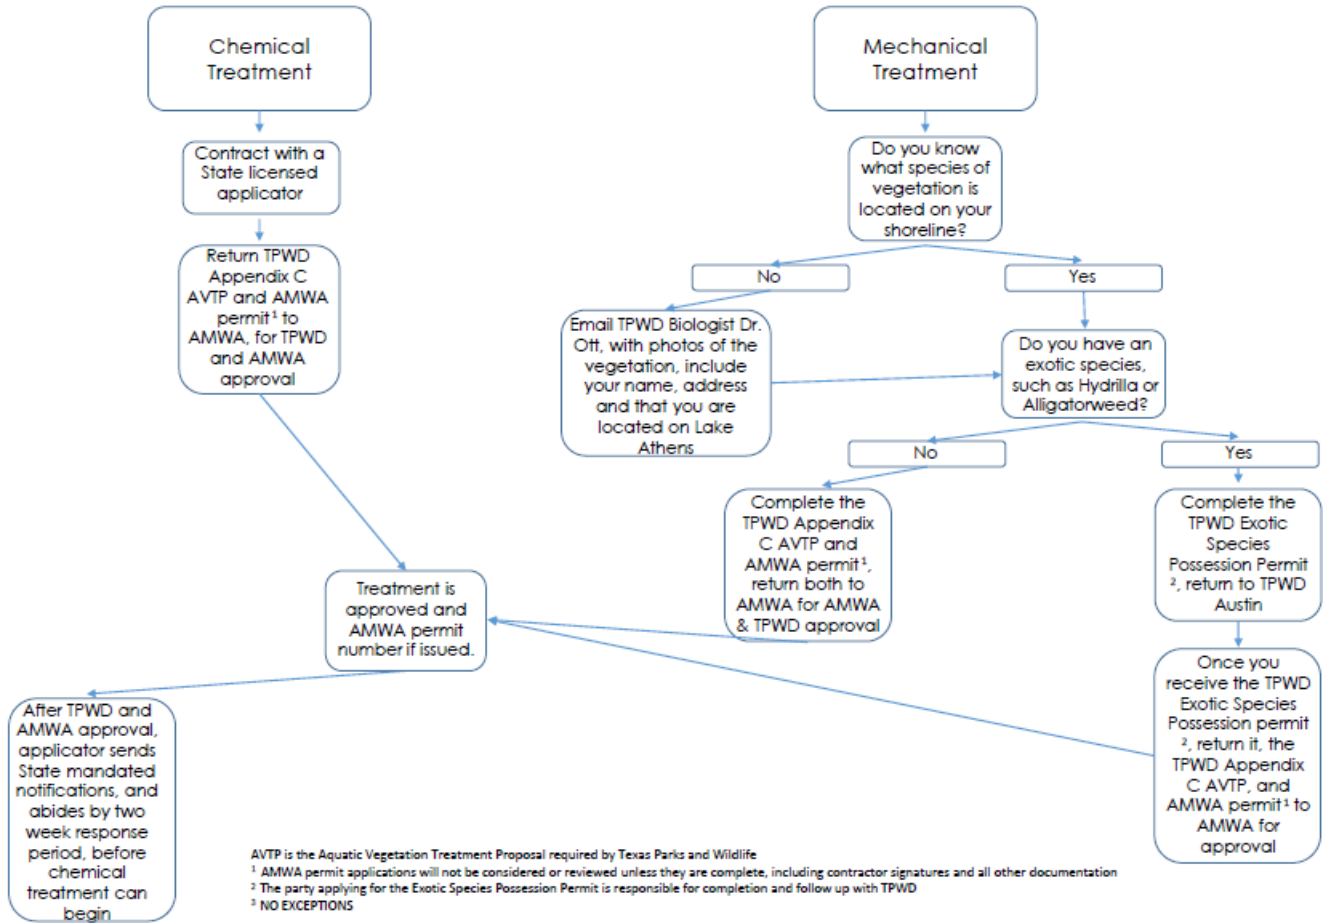 Chemical
Treatment
Contract with a
State licensed
applicator
Return TPWD
Appendix C
AVTP and AMWA
permit¹ to
AMWA, for TPWD
and AMWA
approval
Mechanical
Treatment
Do you know
what species of
vegetation is
located on your
shoreline?
No
Yes
Email TPWD Biologist Dr.
Ott, with photos of the
vegetation, include
your name, address
and that you are
located on Lake
Athens
Do you have an
exotic species,
such as Hydrilla or
Alligatorweed?
No
Yes
Complete the
TPWD Appendix
C AVTP and
AMWA permit¹,
return both to
AMWA for AMWA
& TPWD approval
Complete the
TPWD Exotic
Species
Possession Permit
², return to TPWD
Austin
Once you
receive the TPWD
Exotic Species
Possession permit
², return it, the
TPWD Appendix
C AVTP, and
AMWA permit¹ to
AMWA for
approval
Treatment is
approved and
AMWA permit
number if issued.
After TPWD and
AMWA approval,
applicator sends
State mandated
notifications, and
abides by two
week response
period, before
chemical
treatment can
begin
AVTP is the Aquatic Vegetation Treatment Proposal required by Texas Parks and Wildlife
¹ AMWA permit applications will not be considered or reviewed unless they are complete, including contractor signatures and all other documentation
² The party applying for the Exotic Species Possession Permit is responsible for completion and follow up with TPWD
³ NO EXCEPTIONS